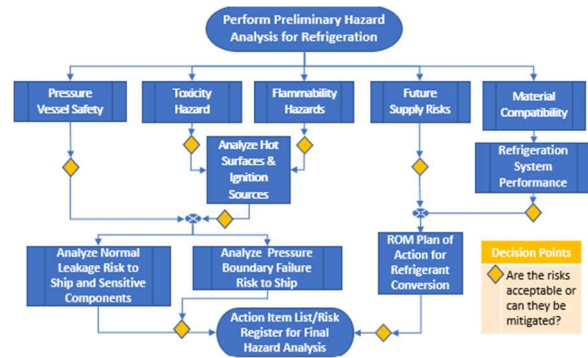 Perform Preliminary Hazard
Analysis for Refrigeration
Pressure
Vessel Safety
Toxicity
Hazard
Flammability
Hazards
Future
Supply Risks
Material
Compatibility
Analyze Hot
Surfaces &
Ignition
Sources
Refrigeration
System
Performance
Analyze Normal
Leakage Risk to
Ship and Sensitive
Components
Analyze Pressure
Boundary Failure
Risk to Ship
ROM Plan of
Action for
Refrigerant
Conversion
Decision Points
Are the risks
acceptable or
can they be
mitigated?
Action Item List/Risk
Register for Final
Hazard Analysis